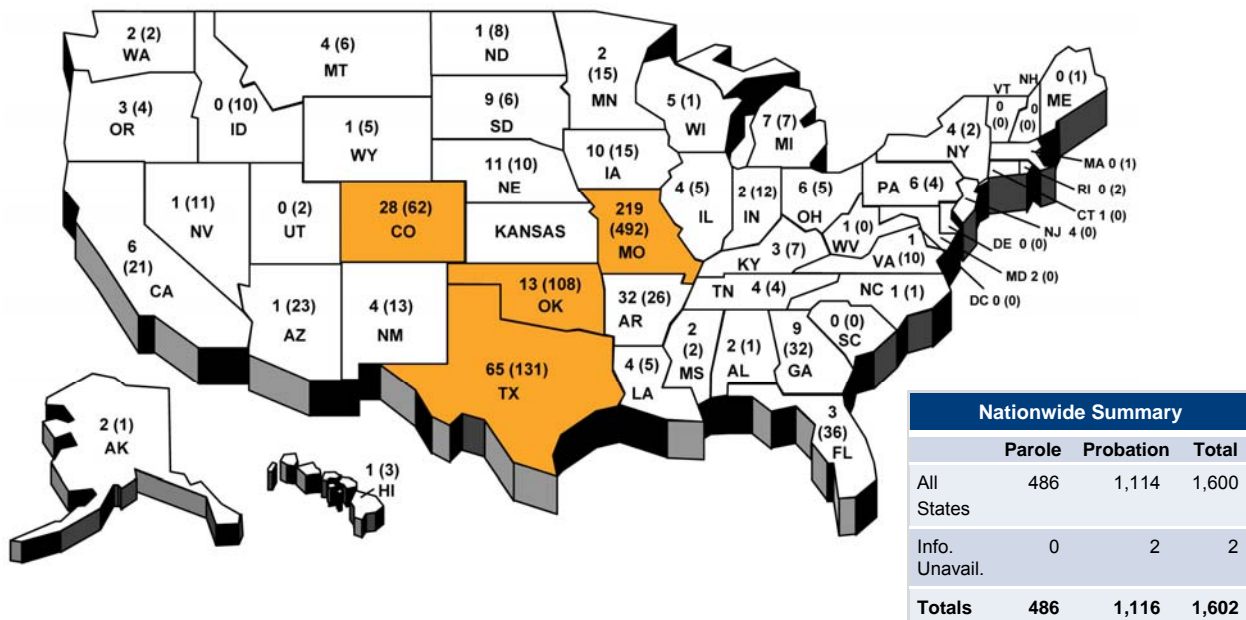 2 (2)
WA
4 (6)
MT
1 (8)
ND
2
(15)
MN
3 (4)
OR
0 (10)
ID
1 (5)
WY
9 (6)
SD
5 (1)
WI
7 (7)
MI
VT
0
(0)
NH
0
(0)
0 (1)
ME
4 (2)
NY
MA 0 (1)
RI 0 (2)
CT 1 (0)
NJ 4 (0)
DE 0 (0)
MD 2 (0)
DC 0 (0)
11 (10)
NE
10 (15)
IA
4 (5)
IL
2 (12)
IN
6 (5)
OH
PA 6 (4)
1 (0)
WV
1
VA (10)
1 (11)
NV
0 (2)
UT
28 (62)
CO
KANSAS
219
(492)
MO
3 (7)
KY
6
(21)
CA
1 (23)
AZ
4 (13)
NM
13 (108)
OK
32 (26)
AR
TN 4 (4)
NC 1 (1)
0 (0)
SC
65 (131)
TX
4 (5)
LA
2
(2)
MS
2 (1)
AL
9
(32)
GA
3
(36)
FL
2 (1)
AK
1 (3)
HI
Nationwide Summary
Parole Probation Total
All 486 1,114 1,600
States
Info. 0 2 2
Unavail.
Totals 486 1,116 1,602